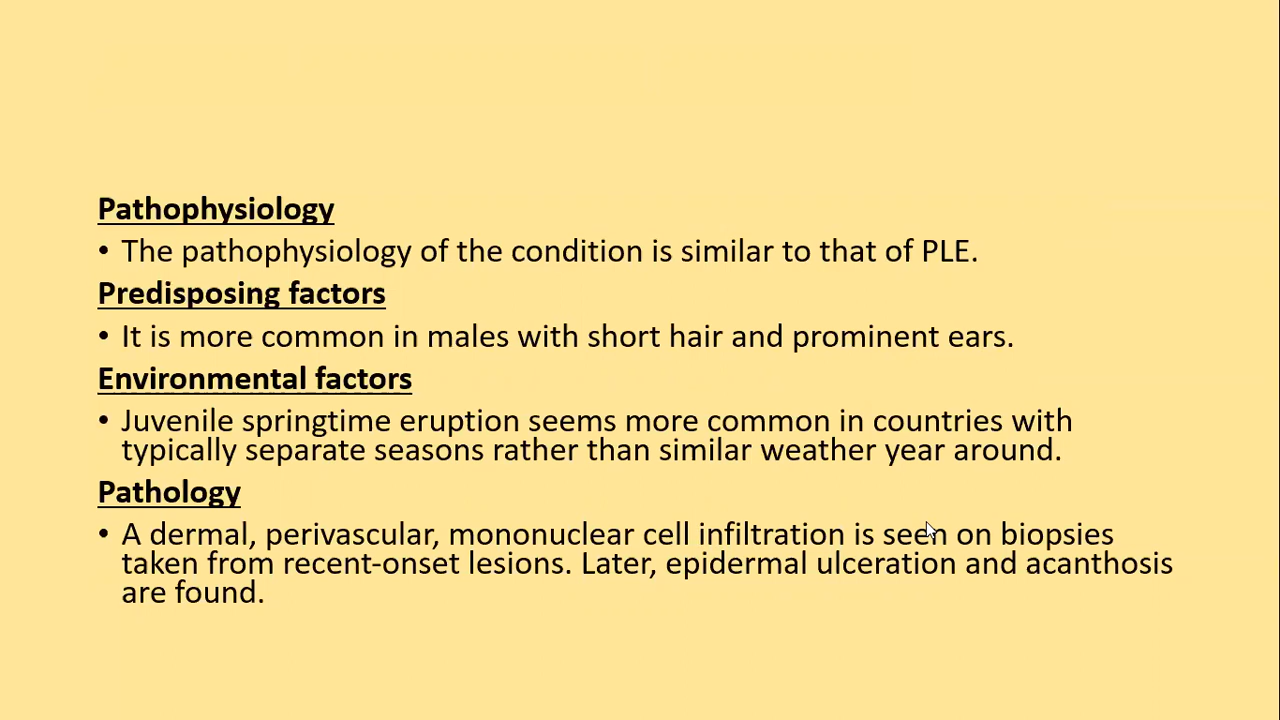 Pathophysiology
• The pathophysiology of the condition is similar to that of PLE.
Predisposing factors
• It is more common in males with short hair and prominent ears.
Environmental factors
• Juvenile springtime eruption seems more common in countries with
typically separate seasons rather than similar weather year around.
Pathology
• A dermal, perivascular, mononuclear cell infiltration is seen on biopsies
taken from recent-onset lesions. Later, epidermal ulceration and acanthosis
are found.